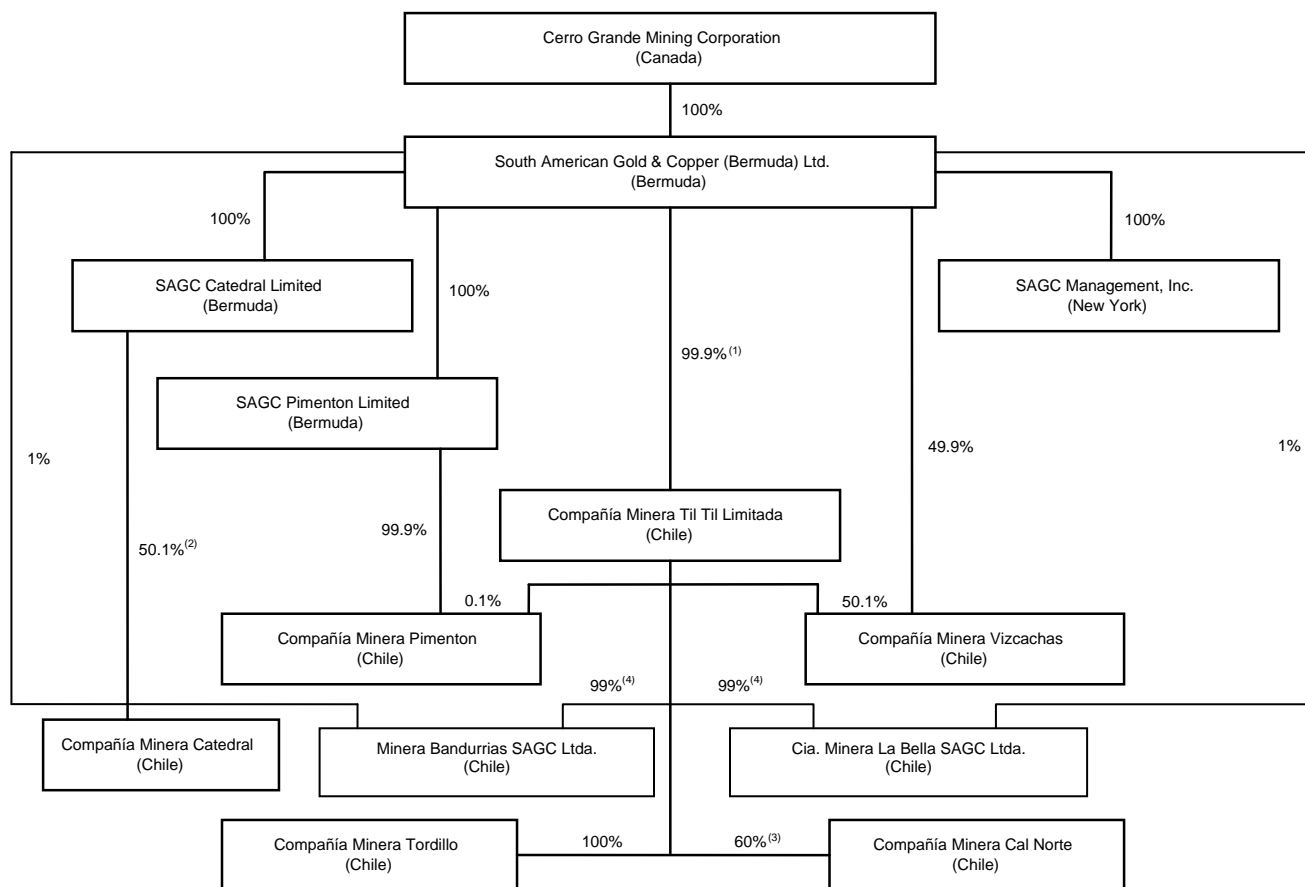 Cerro Grande Mining Corporation
(Canada)
100%
South American Gold & Copper (Bermuda) Ltd.
(Bermuda)
100%
100%
SAGC Catedral Limited
(Bermuda)
100%
SAGC Management, Inc.
(New York)
99.9%(1)
SAGC Pimenton Limited
(Bermuda)
1%
49.9%
1%
Compañía Minera Til Til Limitada
(Chile)
50.1%(2)
99.9%
0.1%
50.1%
Compañía Minera Pimenton
(Chile)
Compañía Minera Vizcachas
(Chile)
99%(4)
99%(4)
Compañía Minera Catedral
(Chile)
Minera Bandurrias SAGC Ltda.
(Chile)
Cia. Minera La Bella SAGC Ltda.
(Chile)
Compañía Minera Tordillo
(Chile)
100%
60%(3)
Compañía Minera Cal Norte
(Chile)